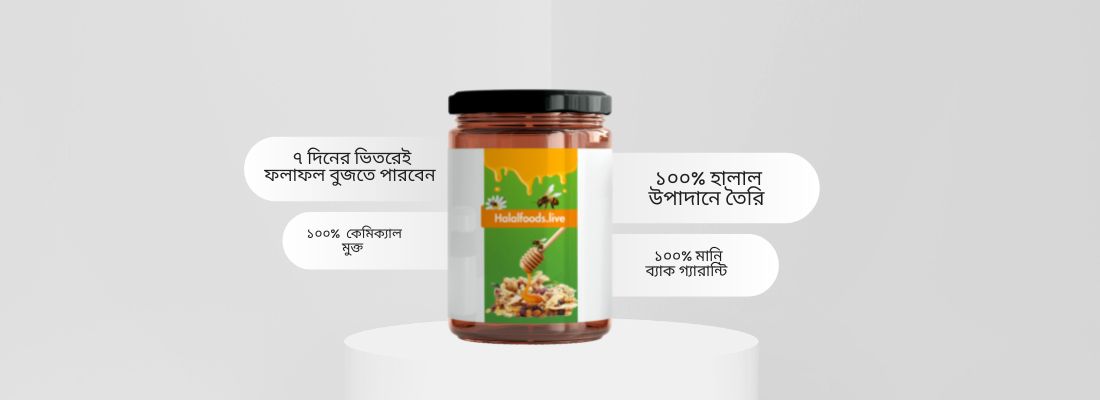 ৭ দিনের ভিতরেই
ফলাফল বুজতে পারবেন
১০০% কেমিক্যাল
মুক্ত
Halalfoods.live
১০০% হালাল
উপাদানে তৈরি
১০০% মানি
ব্যাক গ্যারান্টি